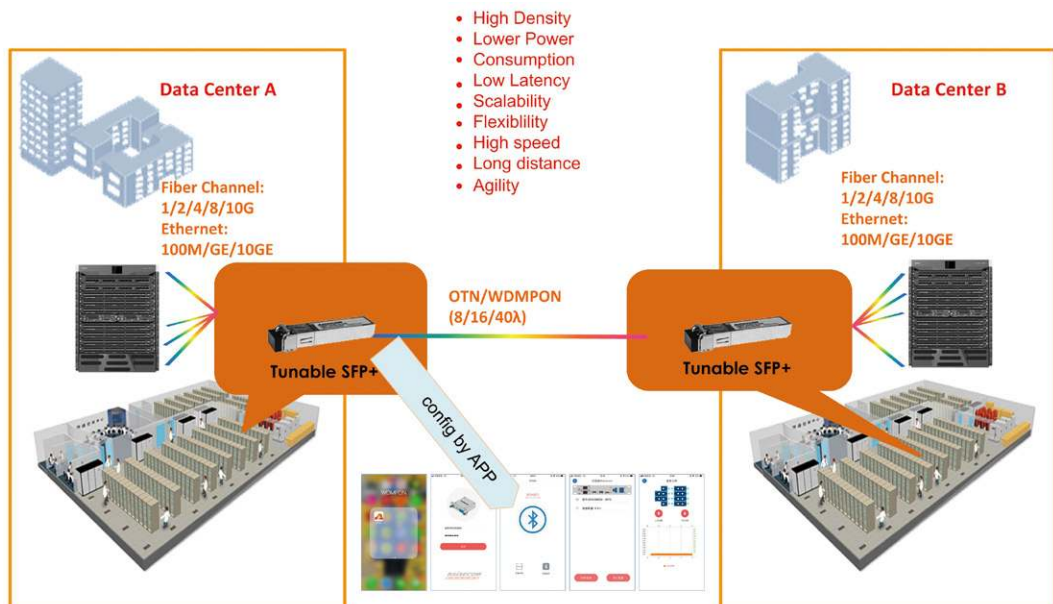 High Density
Lower Power
Consumption
Low Latency
Scalability
Flexiblility
High speed
Long distance
Agility
Data Center A
Fiber Channel:
1/2/4/8/10G
Ethernet:
100M/GE/10GE
Data Center B
Fiber Channel:
1/2/4/8/10G
Ethernet:
100M/GE/10GE
OTN/WDMPON
(8/16/40λ)
Tunable SFP+
Tunable SFP+
config by APP
WDMPON